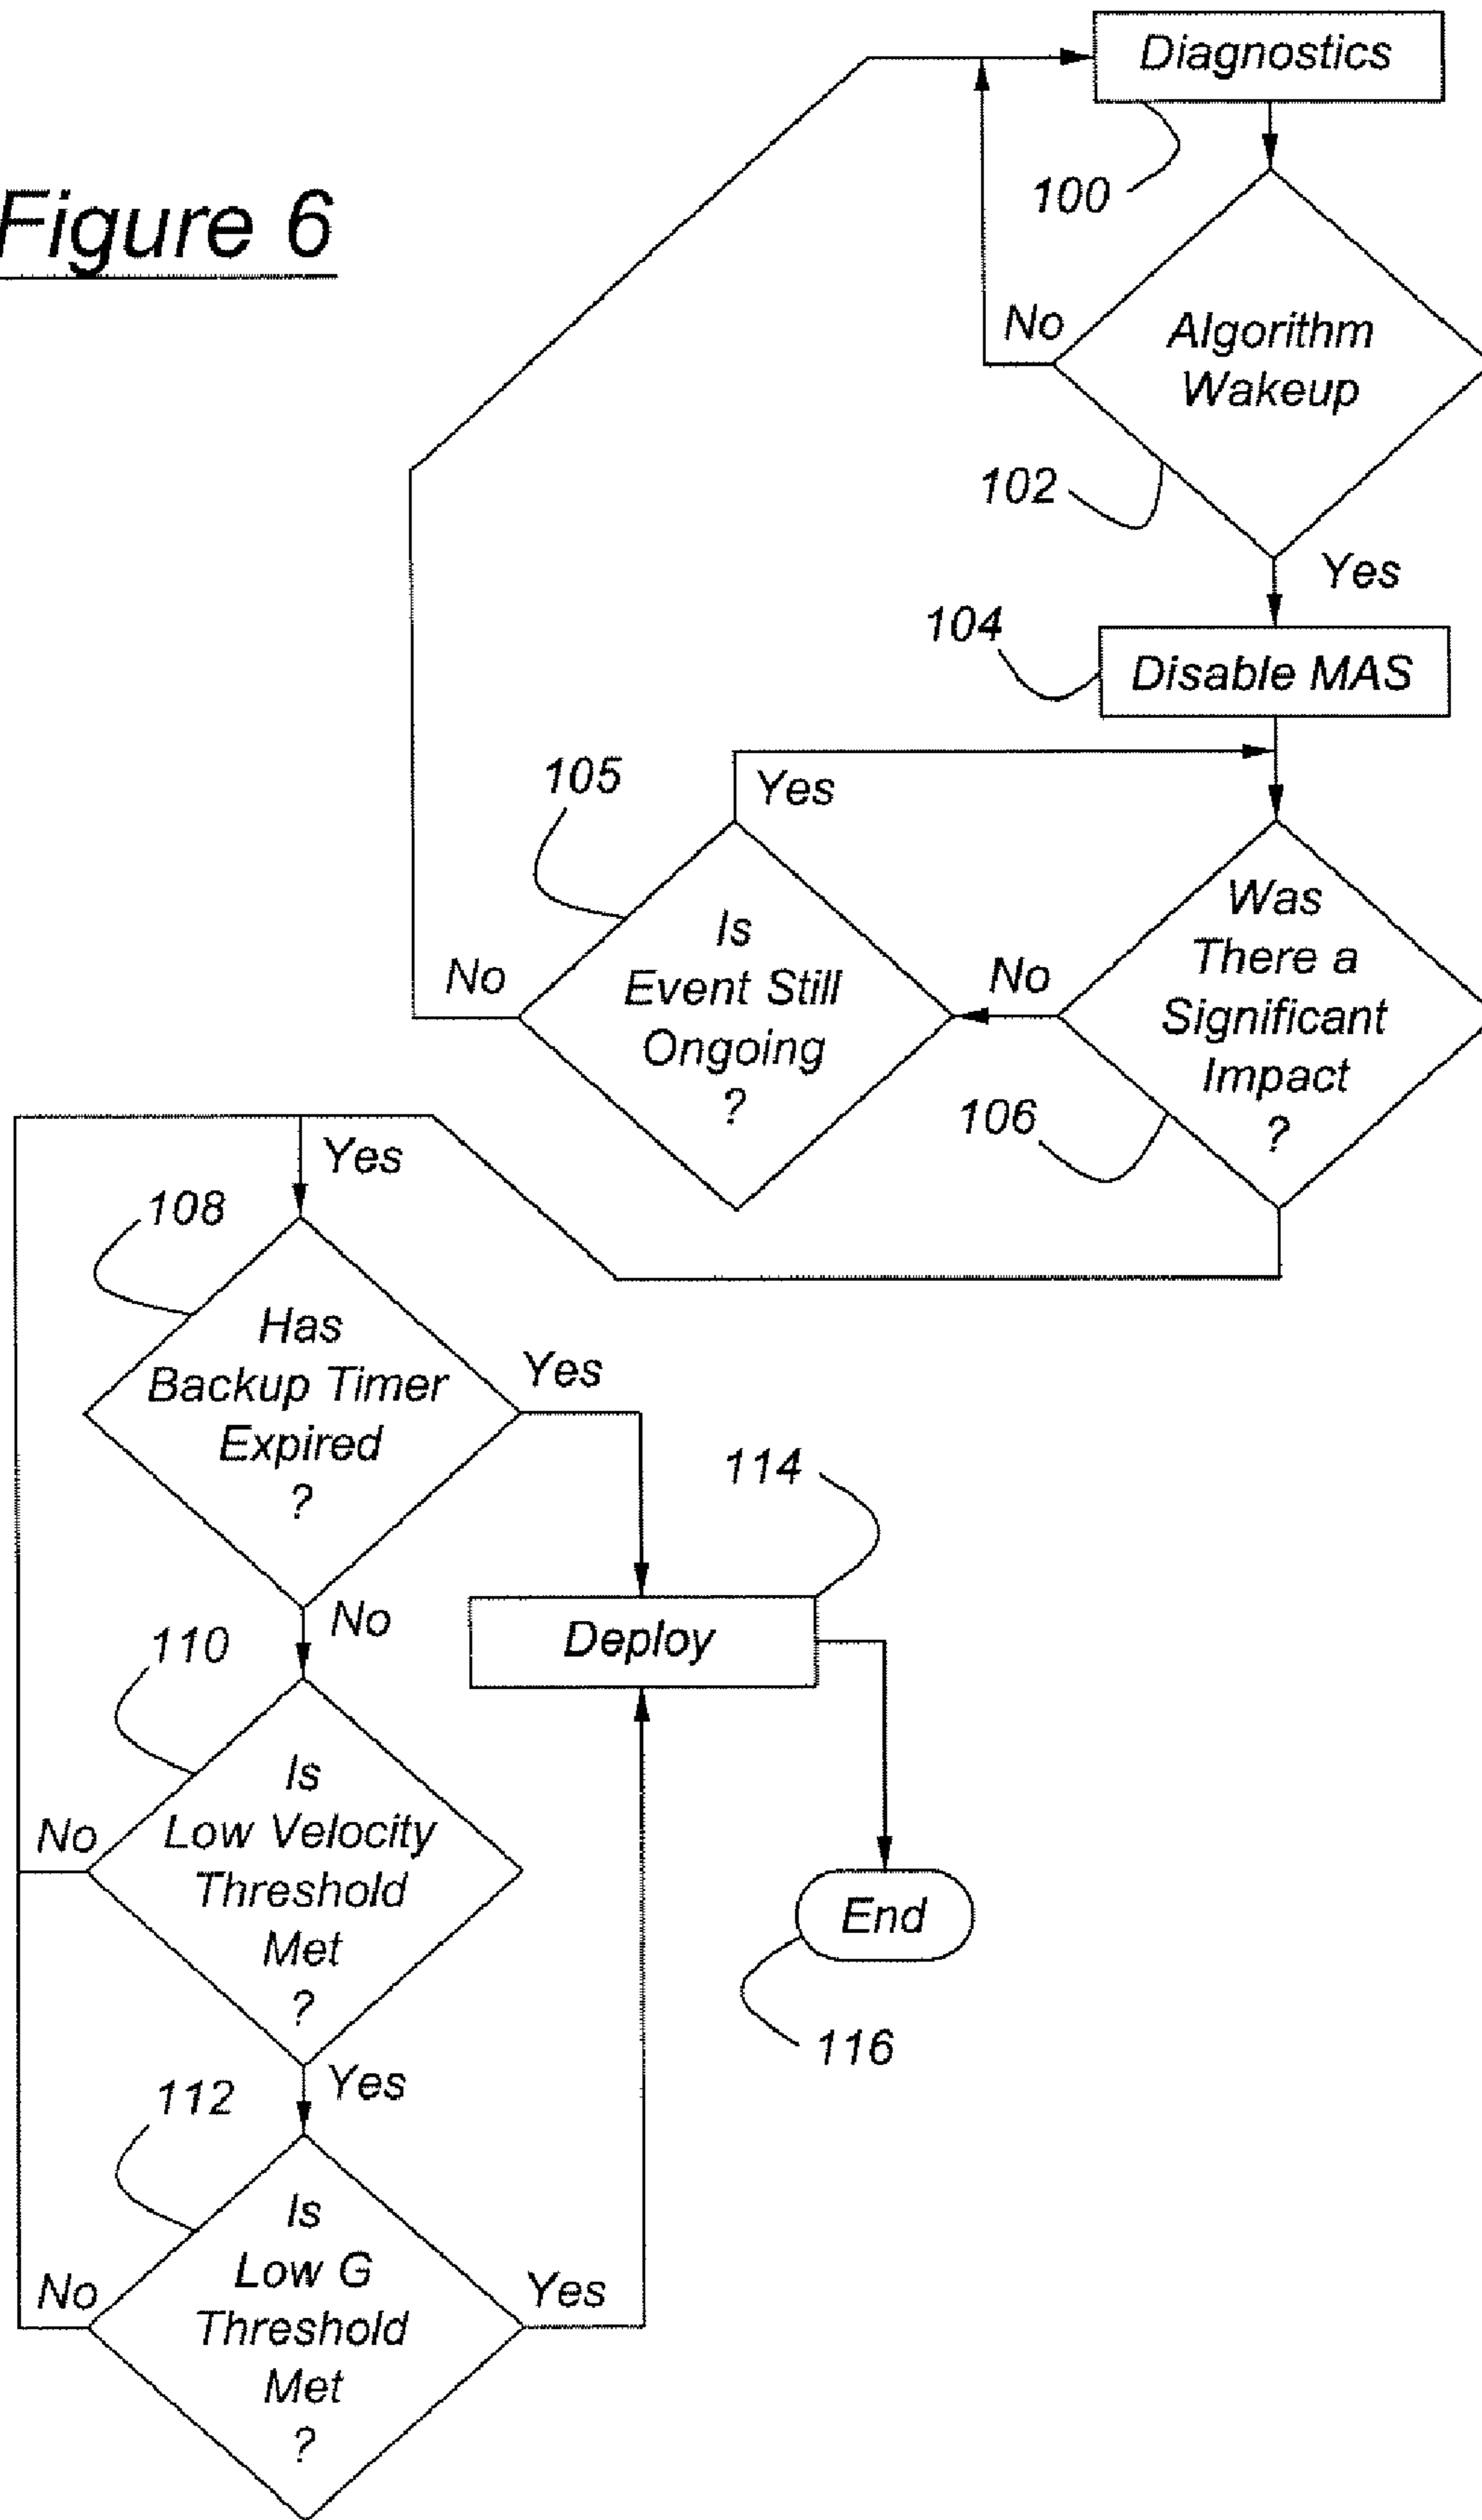 Figure 6
Diagnostics
100
No
Algorithm
Wakeup
102
Yes
104
Disable MAS
105
Yes
Was
There a
Significant
Impact
?
No
106
Is
Event Still
Ongoing
?
No
Yes
108
Has
Backup Timer
Expired
?
Yes
No
114
Deploy
110
Is
Low Velocity
Threshold
Met
?
No
Yes
End
116
112
Is
Low G
Threshold
Met
?
No
Yes